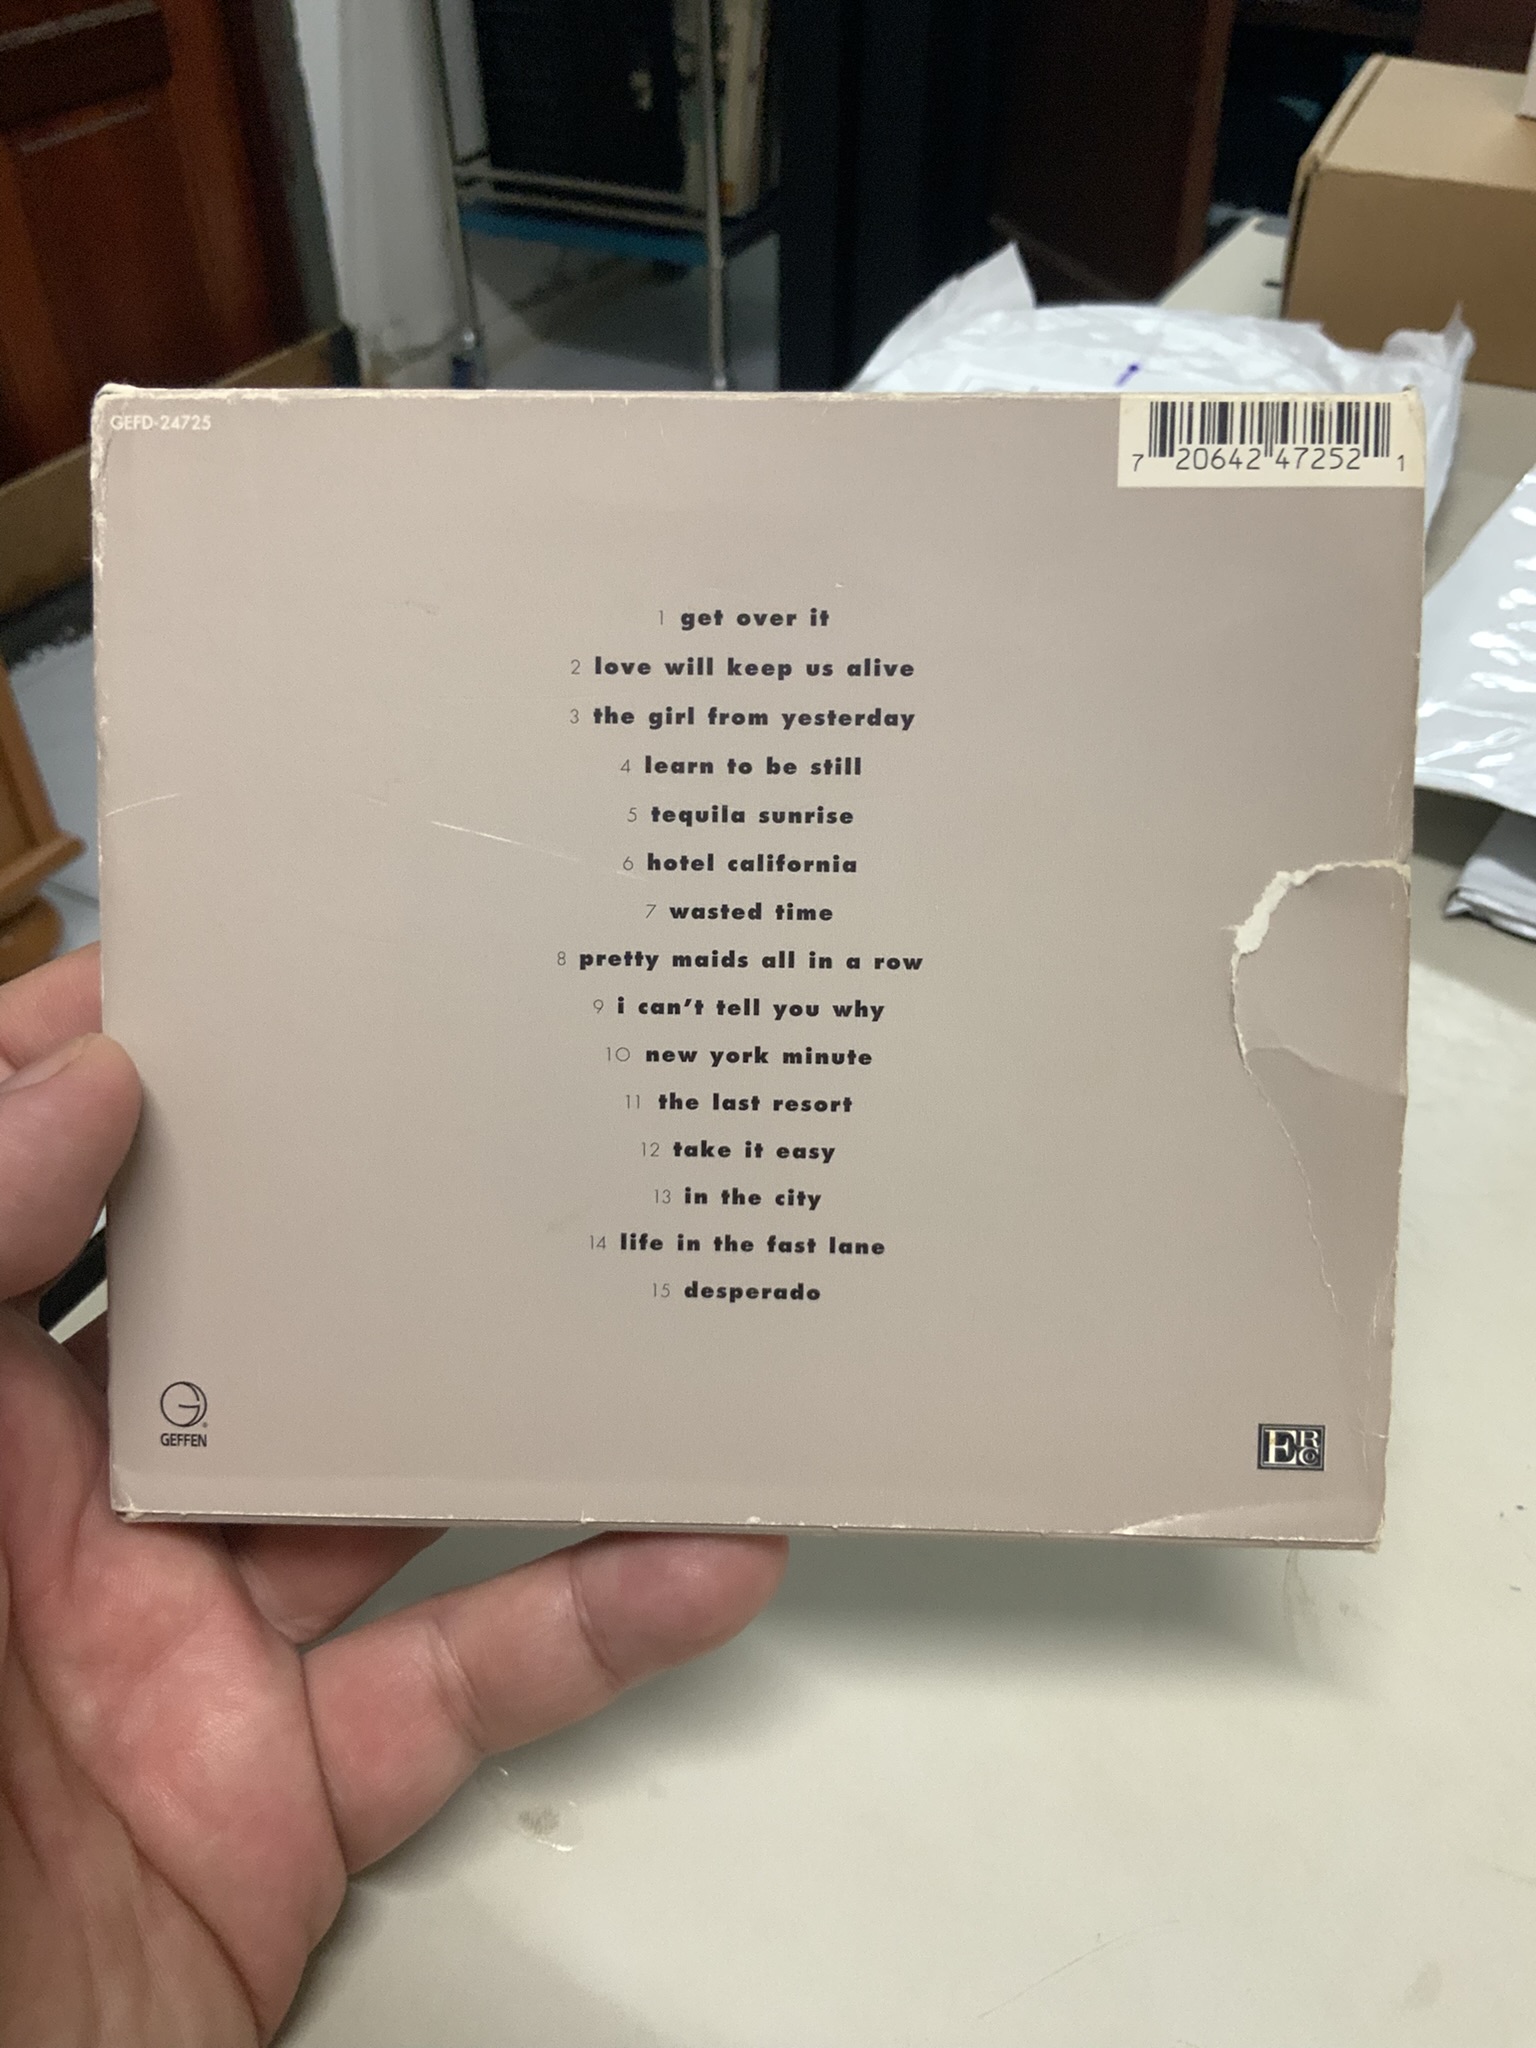 GEFD-24725
7 20642 47252 1
1 get over it
2 love will keep us alive
3 the girl from yesterday
4 learn to be still
5 tequila sunrise
6 hotel california
7 wasted time
8 pretty maids all in a row
9 i can't tell you why
10 new york minute
11 the last resort
12 take it easy
13 in the city
14 life in the fast lane
15 desperado
G
GEFFEN
ERC